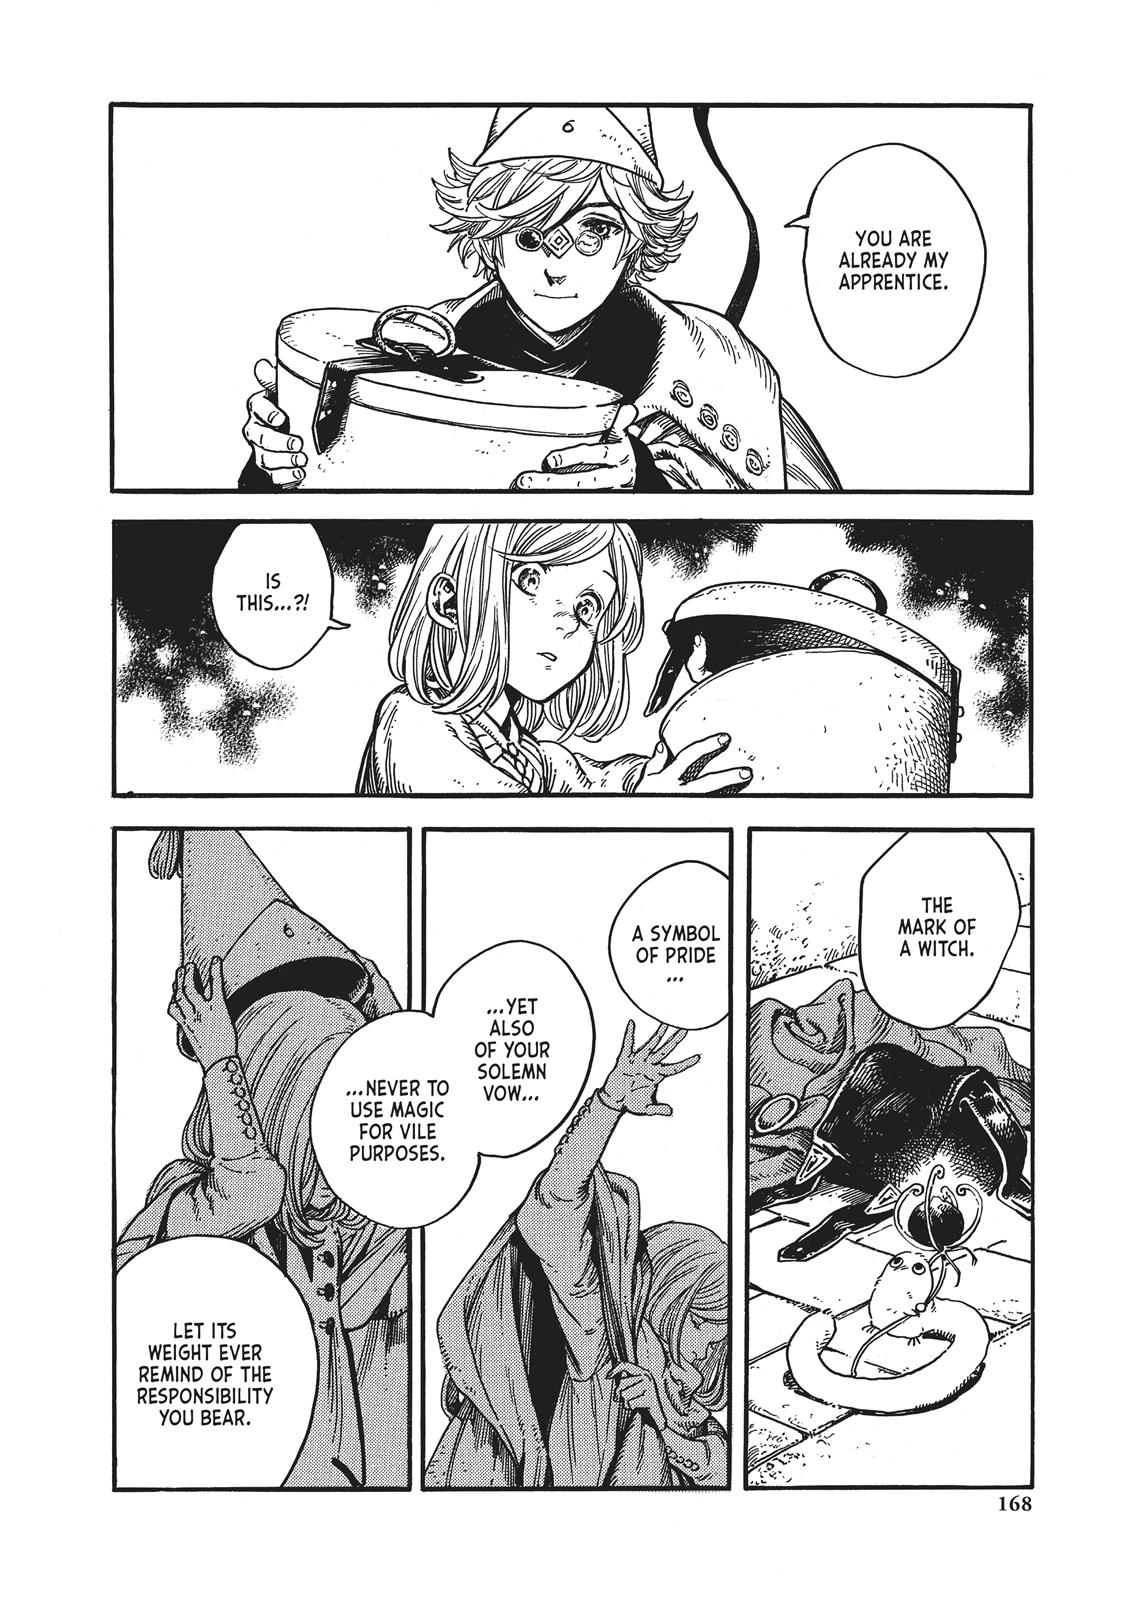 6
YOU ARE
ALREADY MY
APPRENTICE.
IS
THIS...?!
THE
MARK OF
A WITCH.
A SYMBOL
OF PRIDE
...
...YET
ALSO
OF YOUR
SOLEMN
VOW...
...NEVER TO
USE MAGIC
FOR VILE
PURPOSES.
6
LET ITS
WEIGHT EVER
REMIND OF THE
RESPONSIBILITY
YOU BEAR.
168